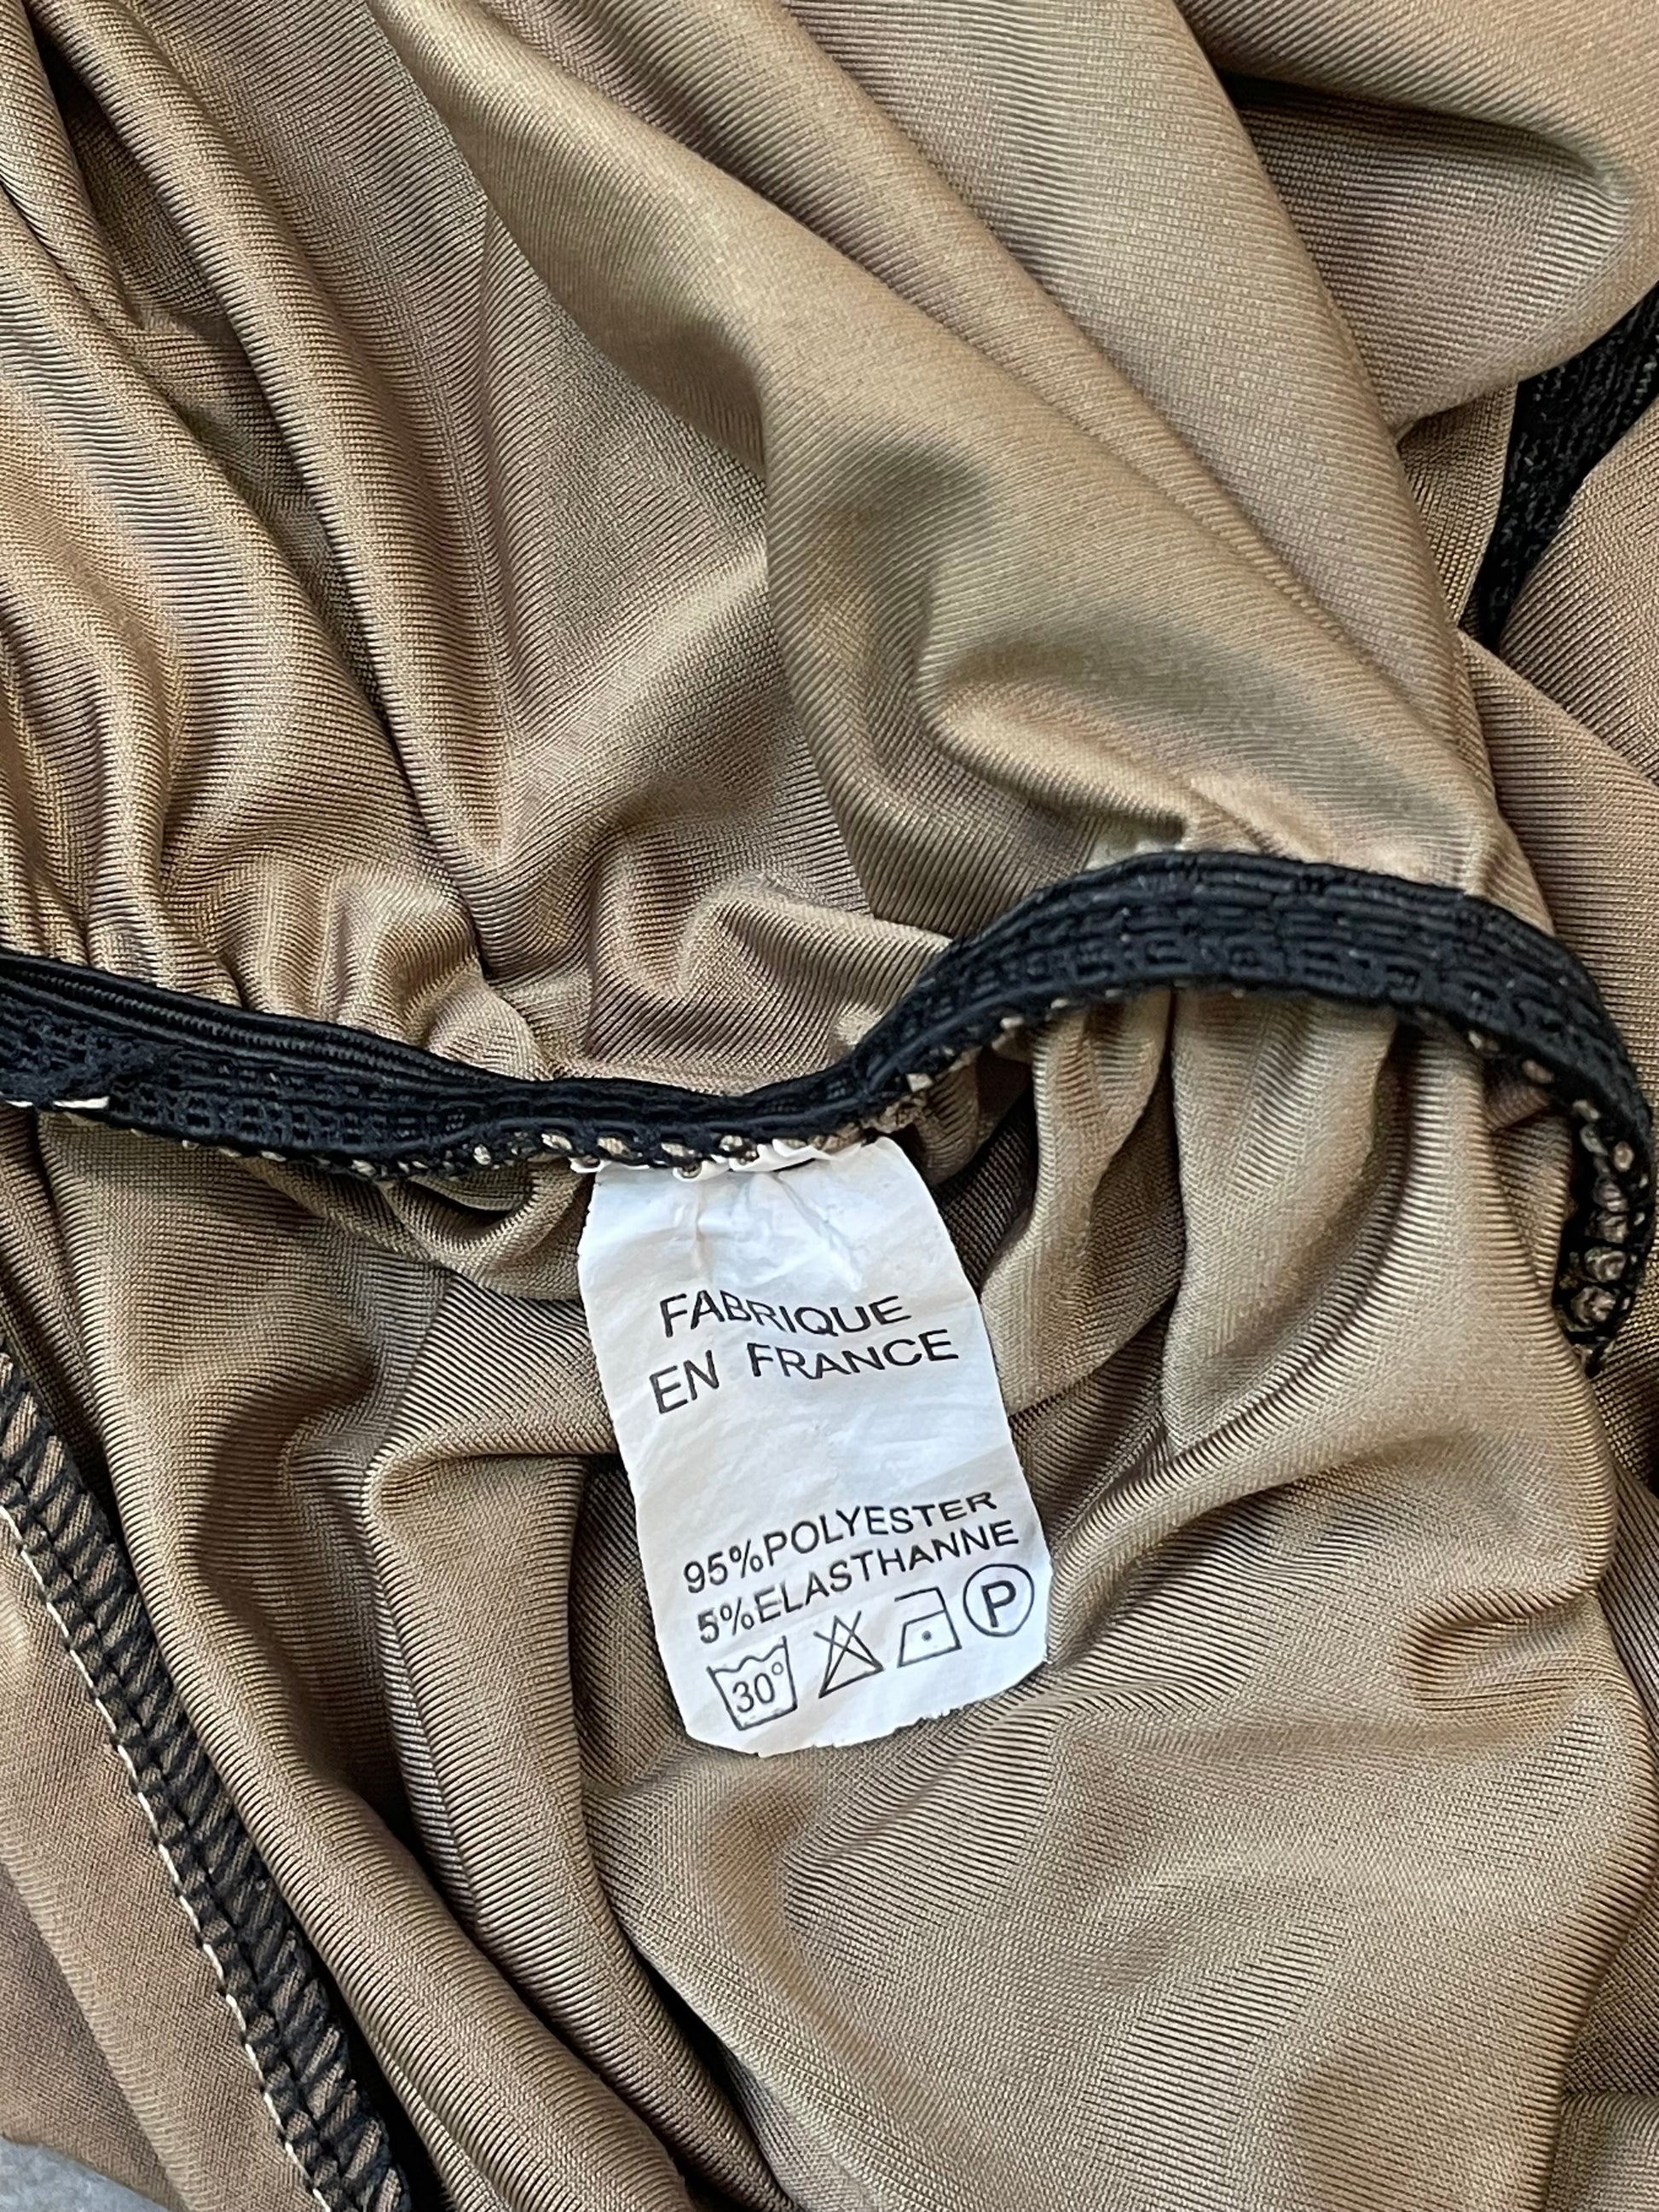 FABRIQUE
EN FRANCE
95%POLYESTER
5%ELASTHANNE
30° P